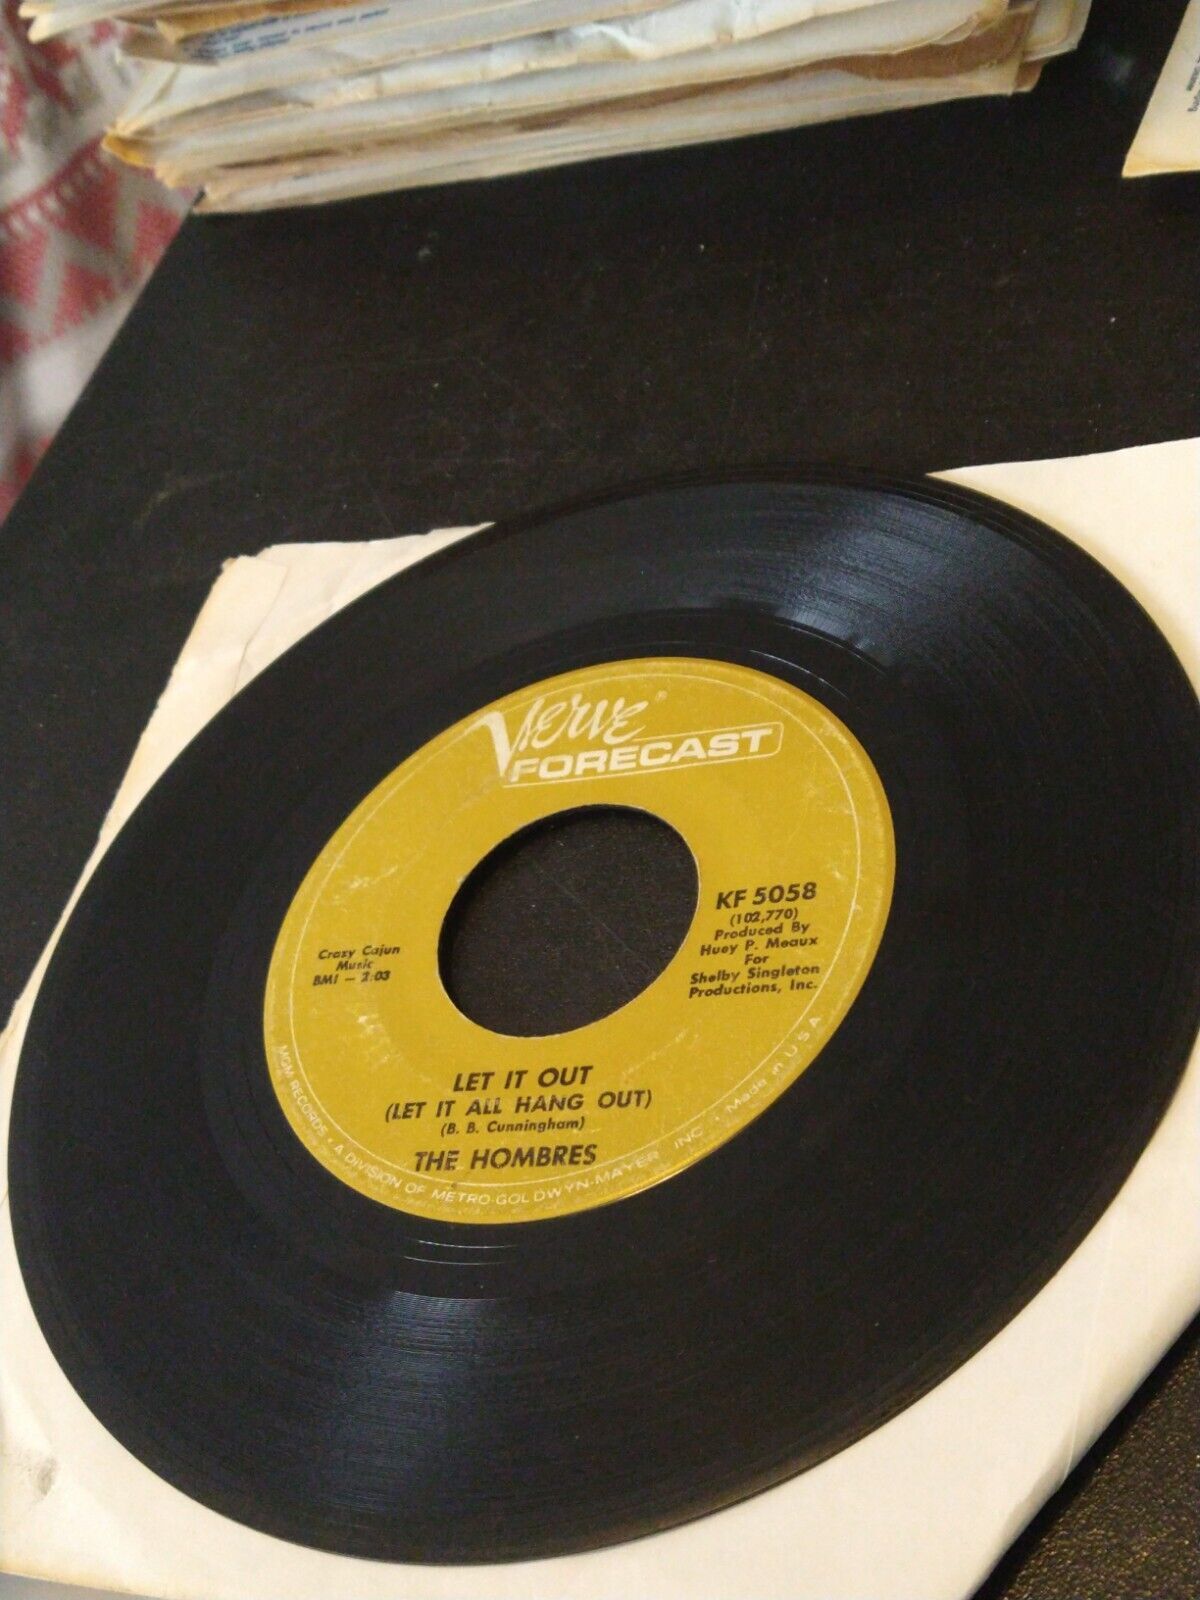 Verve®
FORECAST
KF 5058
(102,770)
Produced By
Huey P. Meaux
For
Shelby Singleton
Productions, Inc.
Crazy Cajun
Music
BMI – 2:03
LET IT OUT
(LET IT ALL HANG OUT)
(B. B. Cunningham)
THE HOMBRES
MGM RECORDS • A DIVISION OF METRO-GOLDWYN-MAYER INC. • Made in U S A